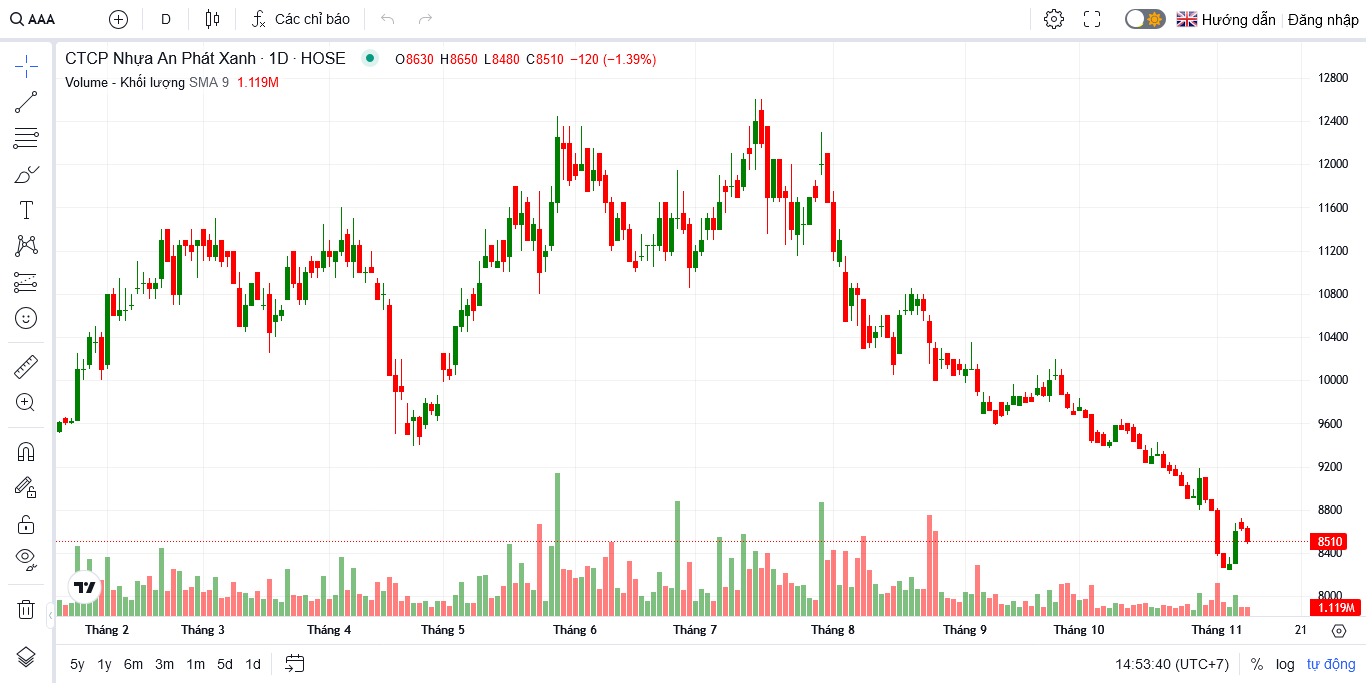 AAA D Các chỉ báo Hướng dẫn Đăng nhập
CTCP Nhựa An Phát Xanh · 1D · HOSE O8630 H8650 L8480 C8510 −120 (−1.39%)
Volume - Khối lượng SMA 9 1.119M
12800
12400
12000
11600
11200
10800
10400
10000
9600
9200
8800
8510
8400
8000
1.119M
Tháng 2 Tháng 3 Tháng 4 Tháng 5 Tháng 6 Tháng 7 Tháng 8 Tháng 9 Tháng 10 Tháng 11 21
5y 1y 6m 3m 1m 5d 1d 14:53:40 (UTC+7) % log tự động